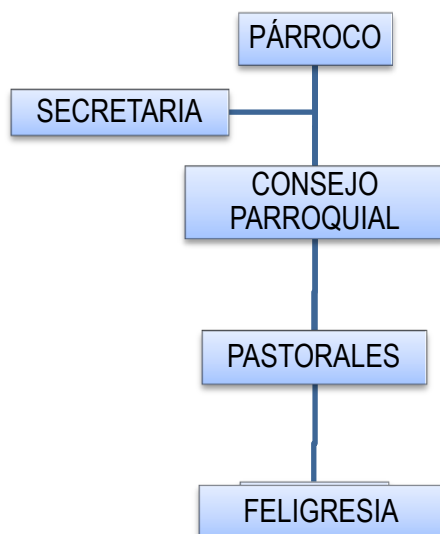 PÁRROCO
SECRETARIA
CONSEJO
PARROQUIAL
PASTORALES
FELIGRESIA